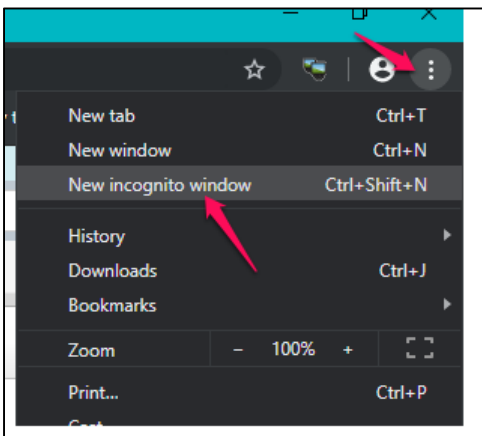 New tab Ctrl+T
New window Ctrl+N
New incognito window Ctrl+Shift+N
History
Downloads Ctrl+J
Bookmarks
Zoom - 100% +
Print... Ctrl+P